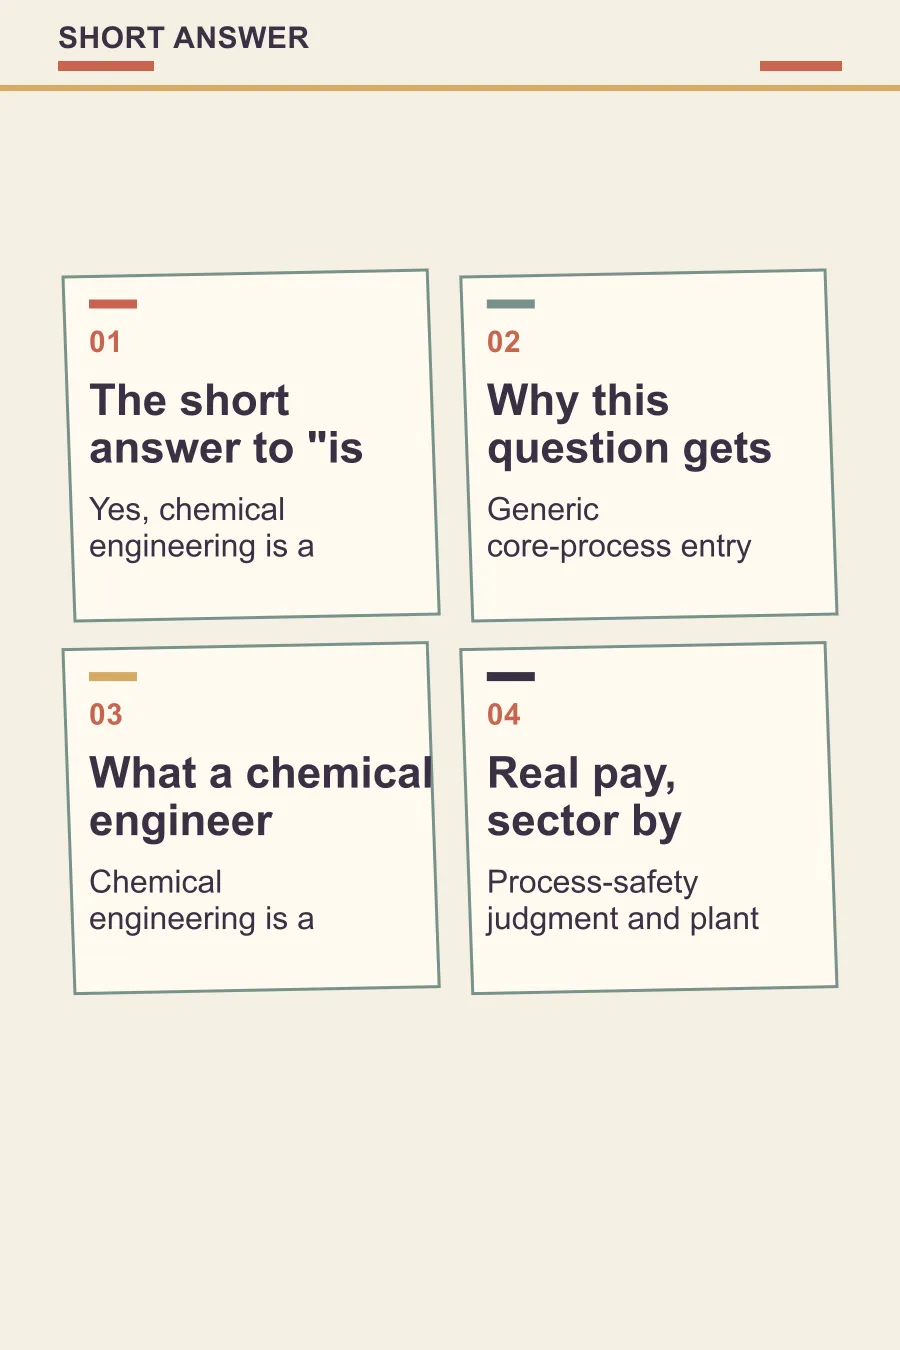 SHORT ANSWER
01
The short
answer to "is
Yes, chemical
engineering is a
02
Why this
question gets
Generic
core-process entry
03
What a chemical
engineer
Chemical
engineering is a
04
Real pay,
sector by
Process-safety
judgment and plant